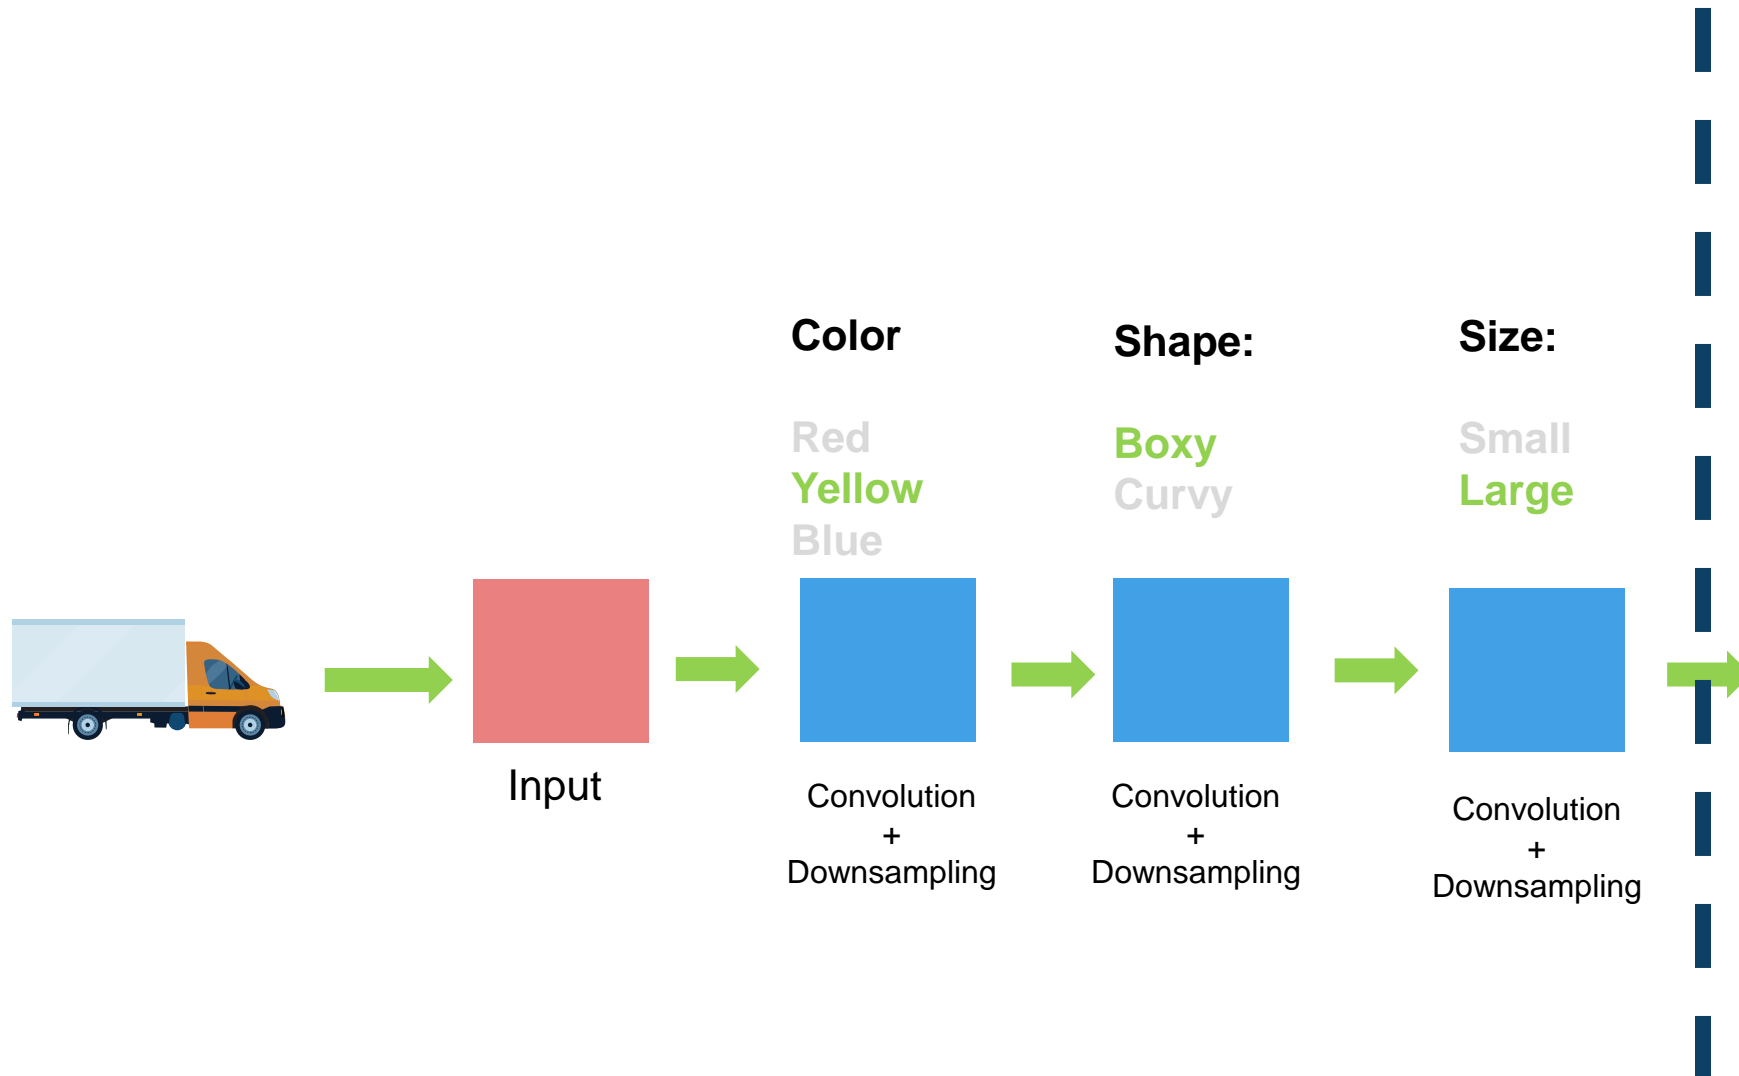 Color
Red
Yellow
Blue
Shape:
Boxy
Curvy
Size:
Small
Large
Input
Convolution
+
Downsampling
Convolution
+
Downsampling
Convolution
+
Downsampling